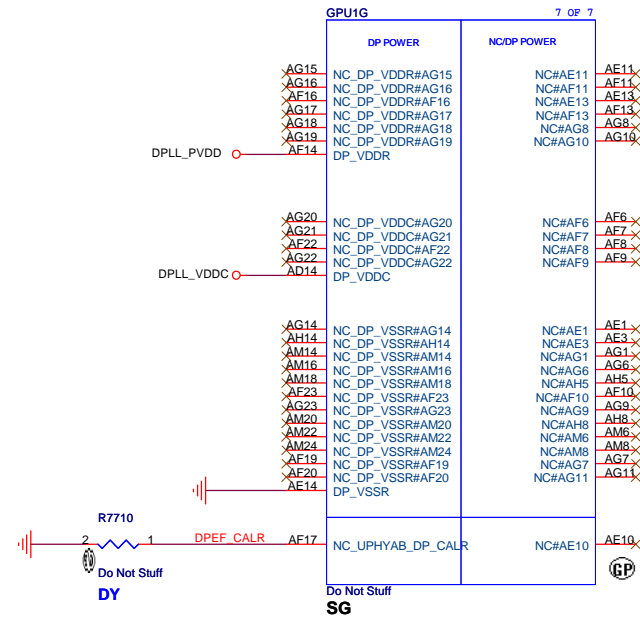 GPU1G 7 OF 7
DP POWER NC/DP POWER
AG15 NC_DP_VDDR#AG15 NC#AE11 AE11
AG16 NC_DP_VDDR#AG16 NC#AF11 AF11
AF16 NC_DP_VDDR#AF16 NC#AE13 AE13
AG17 NC_DP_VDDR#AG17 NC#AF13 AF13
AG18 NC_DP_VDDR#AG18 NC#AG8 AG8
AG19 NC_DP_VDDR#AG19 NC#AG10 AG10
DPLL_PVDD AF14 DP_VDDR
AG20 NC_DP_VDDC#AG20 NC#AF6 AF6
AG21 NC_DP_VDDC#AG21 NC#AF7 AF7
AF22 NC_DP_VDDC#AF22 NC#AF8 AF8
AG22 NC_DP_VDDC#AG22 NC#AF9 AF9
DPLL_VDDC AD14 DP_VDDC
AG14 NC_DP_VSSR#AG14 NC#AE1 AE1
AH14 NC_DP_VSSR#AH14 NC#AE3 AE3
AM14 NC_DP_VSSR#AM14 NC#AG1 AG1
AM16 NC_DP_VSSR#AM16 NC#AG6 AG6
AM18 NC_DP_VSSR#AM18 NC#AH5 AH5
AF23 NC_DP_VSSR#AF23 NC#AF10 AF10
AG23 NC_DP_VSSR#AG23 NC#AG9 AG9
AM20 NC_DP_VSSR#AM20 NC#AH8 AH8
AM22 NC_DP_VSSR#AM22 NC#AM6 AM6
AM24 NC_DP_VSSR#AM24 NC#AM8 AM8
AF19 NC_DP_VSSR#AF19 NC#AG7 AG7
AF20 NC_DP_VSSR#AF20 NC#AG11 AG11
AE14 DP_VSSR
R7710
2 1 DPEF_CALR AF17 NC_UPHYAB_DP_CALR NC#AE10 AE10
Do Not Stuff
DY
GP
Do Not Stuff
SG